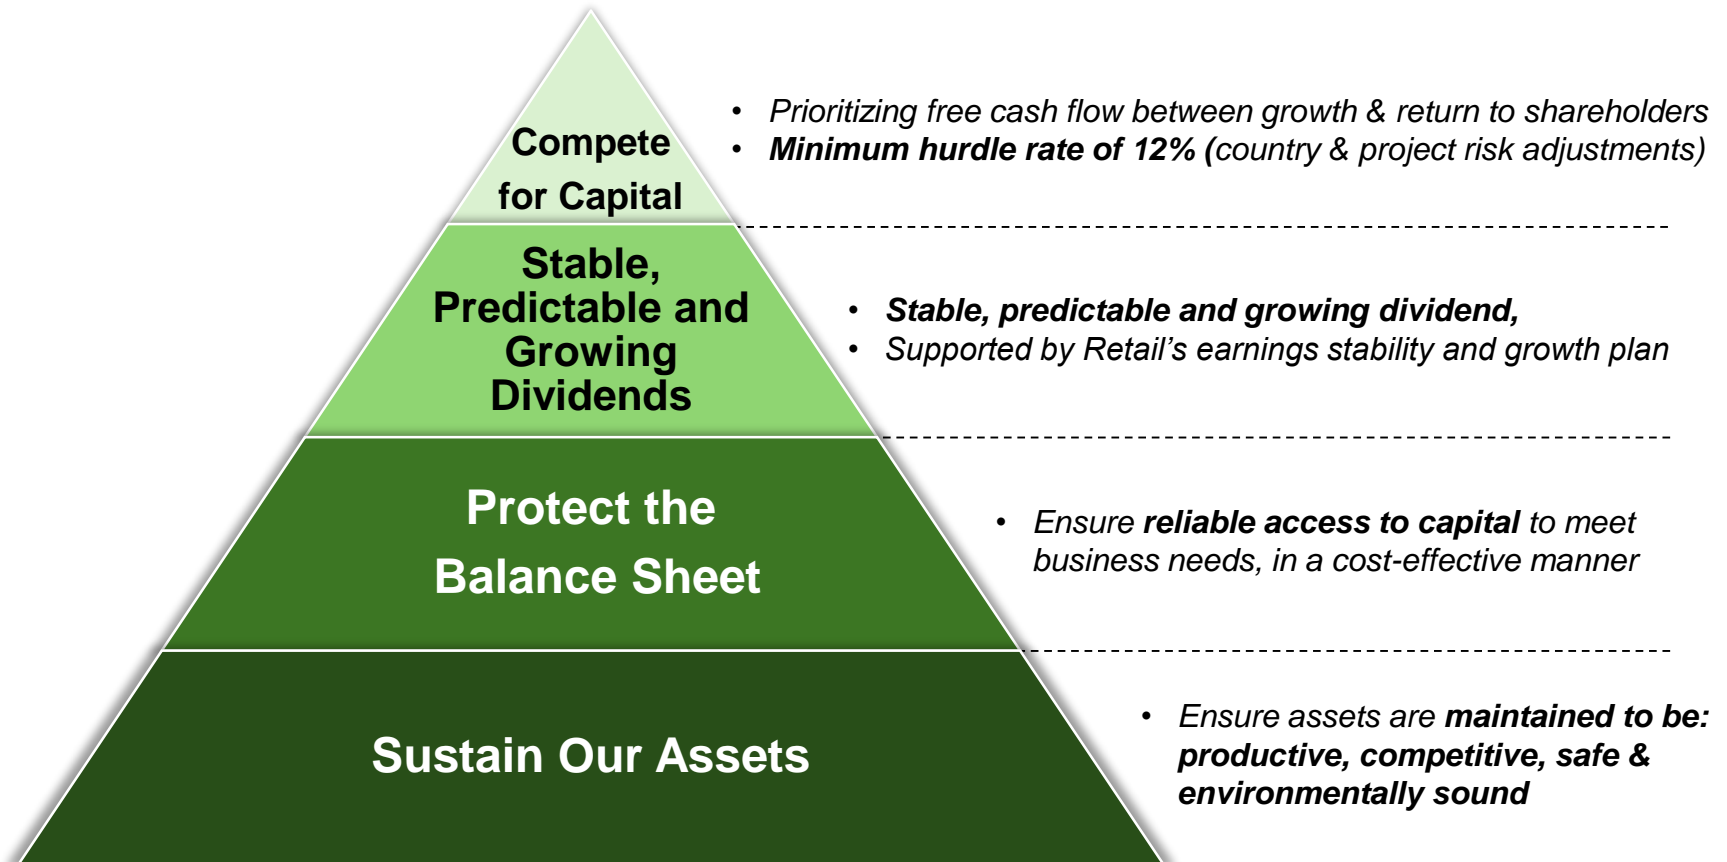 Compete
for Capital
• Prioritizing free cash flow between growth & return to shareholders
• Minimum hurdle rate of 12% (country & project risk adjustments)
Stable,
Predictable and
Growing
Dividends
• Stable, predictable and growing dividend,
• Supported by Retail’s earnings stability and growth plan
Protect the
Balance Sheet
• Ensure reliable access to capital to meet
business needs, in a cost-effective manner
Sustain Our Assets
• Ensure assets are maintained to be:
productive, competitive, safe &
environmentally sound